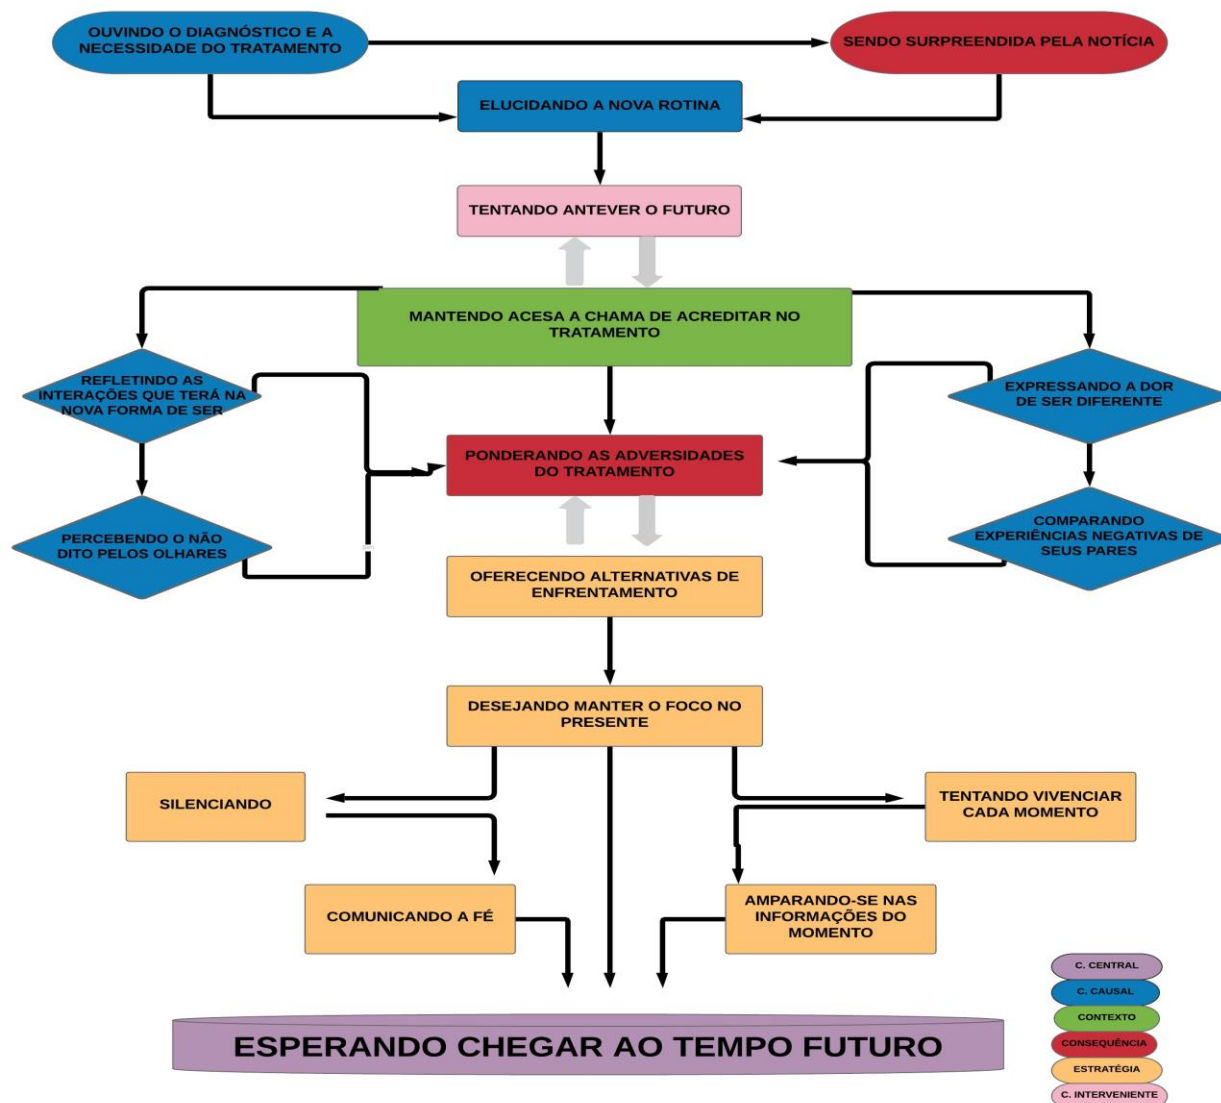 OUVINDO O DIAGNÓSTICO E A
NECESSIDADE DO TRATAMENTO
SENDO SURPREENDIDA PELA NOTÍCIA
ELUCIDANDO A NOVA ROTINA
TENTANDO ANTEVER O FUTURO
MANTENDO ACESA A CHAMA DE ACREDITAR NO
TRATAMENTO
REFLETINDO AS
INTERAÇÕES QUE TERÁ NA
NOVA FORMA DE SER
EXPRESSANDO A DOR
DE SER DIFERENTE
PONDERANDO AS ADVERSIDADES
DO TRATAMENTO
PERCEBENDO O NÃO
DITO PELOS OLHARES
COMPARANDO
EXPERIÊNCIAS NEGATIVAS DE
SEUS PARES
OFERECENDO ALTERNATIVAS DE
ENFRENTAMENTO
DESEJANDO MANTER O FOCO NO
PRESENTE
SILENCIANDO
TENTANDO VIVENCIAR
CADA MOMENTO
COMUNICANDO A FÉ
AMPARANDO-SE NAS
INFORMAÇÕES DO
MOMENTO
ESPERANDO CHEGAR AO TEMPO FUTURO
C. CENTRAL
C. CAUSAL
CONTEXTO
CONSEQUÊNCIA
ESTRATÉGIA
C. INTERVENIENTE